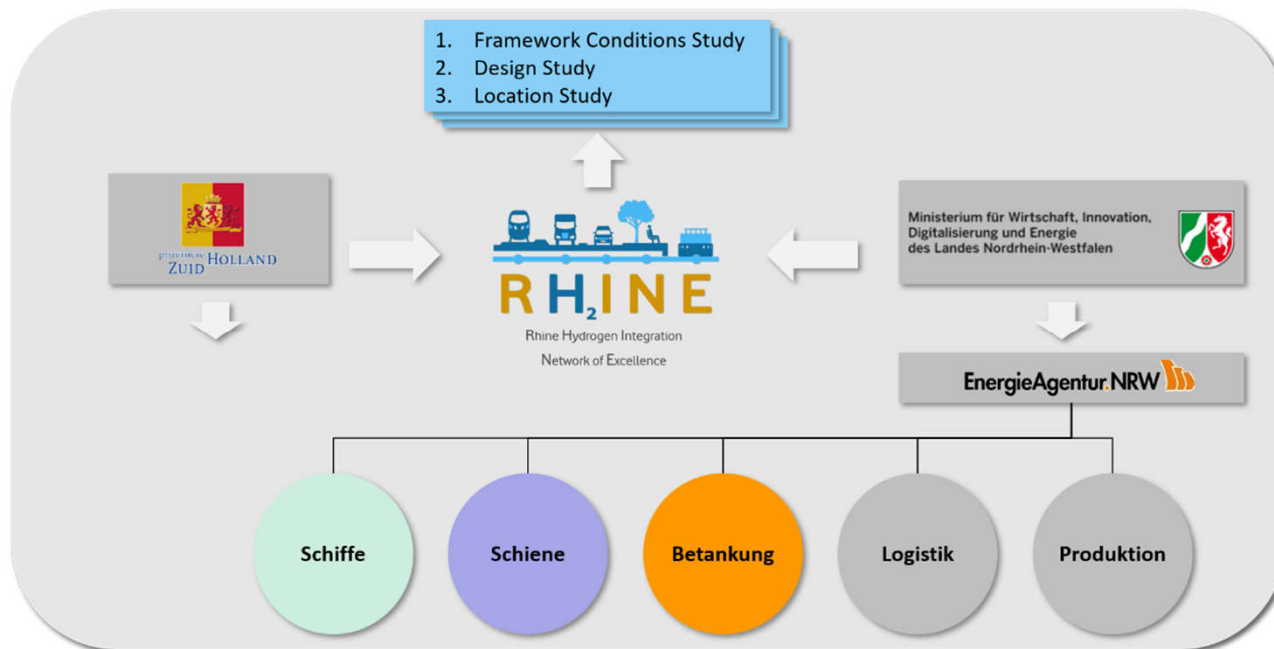 1. Framework Conditions Study
2. Design Study
3. Location Study
provincie
ZUID HOLLAND
RH₂INE
Rhine Hydrogen Integration
Network of Excellence
Ministerium für Wirtschaft, Innovation,
Digitalisierung und Energie
des Landes Nordrhein-Westfalen
EnergieAgentur.NRW
Schiffe
Schiene
Betankung
Logistik
Produktion